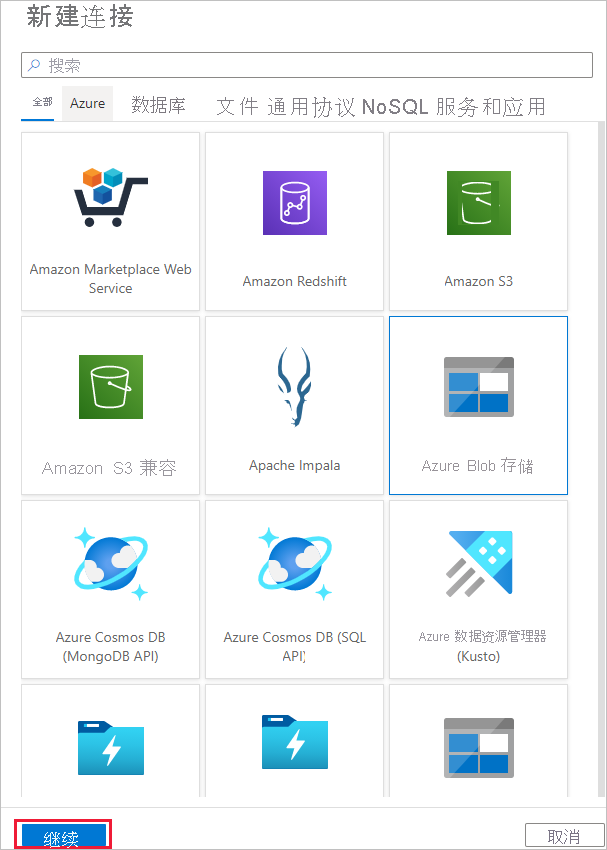 新建连接
搜索
全部 Azure 数据库 文件 通用协议 NoSQL 服务和应用
Amazon Marketplace Web
Service
Amazon Redshift
Amazon S3
Amazon S3 兼容
Apache Impala
Azure Blob 存储
Azure Cosmos DB
(MongoDB API)
Azure Cosmos DB (SQL
API)
Azure 数据资源管理器
(Kusto)
继续
取消